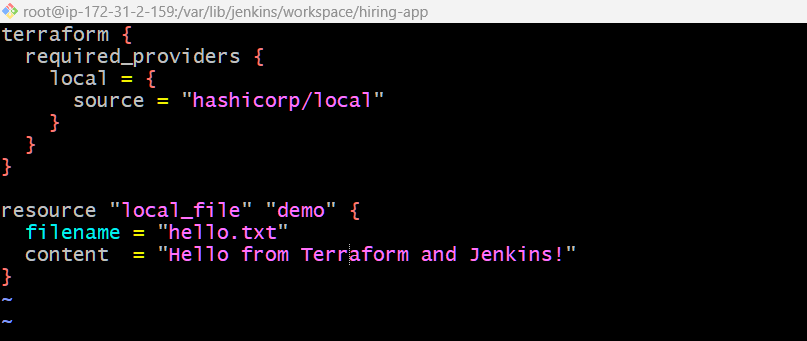 root@ip-172-31-2-159:/var/lib/jenkins/workspace/hiring-app
terraform {
  required_providers {
    local = {
      source = "hashicorp/local"
    }
  }
}

resource "local_file" "demo" {
  filename = "hello.txt"
  content  = "Hello from Terraform and Jenkins!"
}
~
~